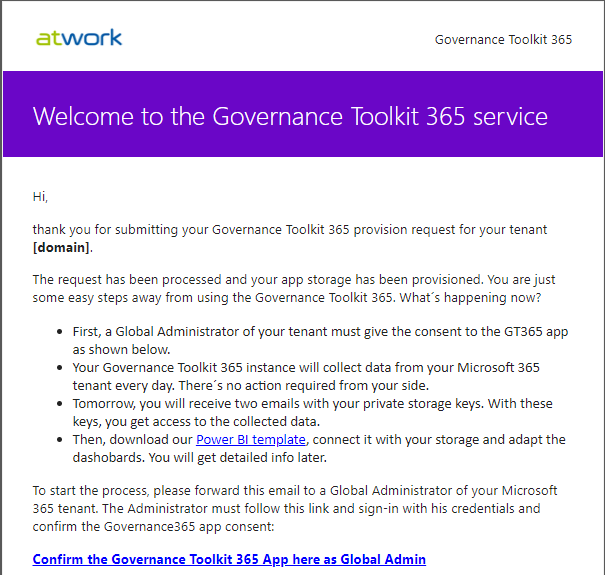 atwork
Governance Toolkit 365
Welcome to the Governance Toolkit 365 service
Hi,
thank you for submitting your Governance Toolkit 365 provision request for your tenant
[domain].
The request has been processed and your app storage has been provisioned. You are just
some easy steps away from using the Governance Toolkit 365. What´s happening now?
• First, a Global Administrator of your tenant must give the consent to the GT365 app
as shown below.
• Your Governance Toolkit 365 instance will collect data from your Microsoft 365
tenant every day. There´s no action required from your side.
• Tomorrow, you will receive two emails with your private storage keys. With these
keys, you get access to the collected data.
• Then, download our Power BI template, connect it with your storage and adapt the
dashobards. You will get detailed info later.
To start the process, please forward this email to a Global Administrator of your Microsoft
365 tenant. The Administrator must follow this link and sign-in with his credentials and
confirm the Governance365 app consent:
Confirm the Governance Toolkit 365 App here as Global Admin